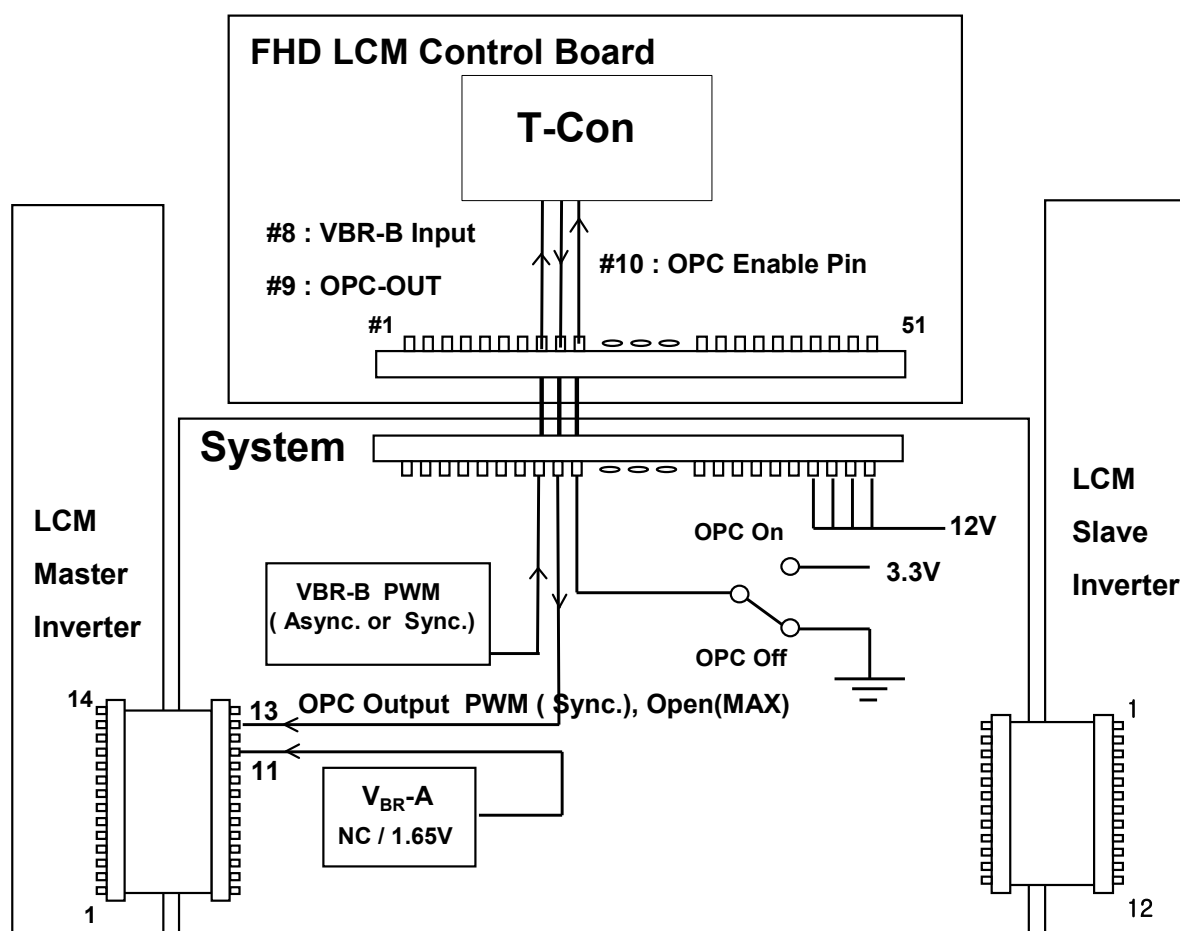 FHD LCM Control Board
T-Con
#8 : VBR-B Input
#9 : OPC-OUT
#10 : OPC Enable Pin
#1
51
System
LCM
Master
Inverter
LCM
Slave
Inverter
12V
OPC On
3.3V
VBR-B PWM
( Async. or Sync.)
OPC Off
14
13
OPC Output PWM ( Sync.), Open(MAX)
11
VBR-A
NC / 1.65V
1
1
12